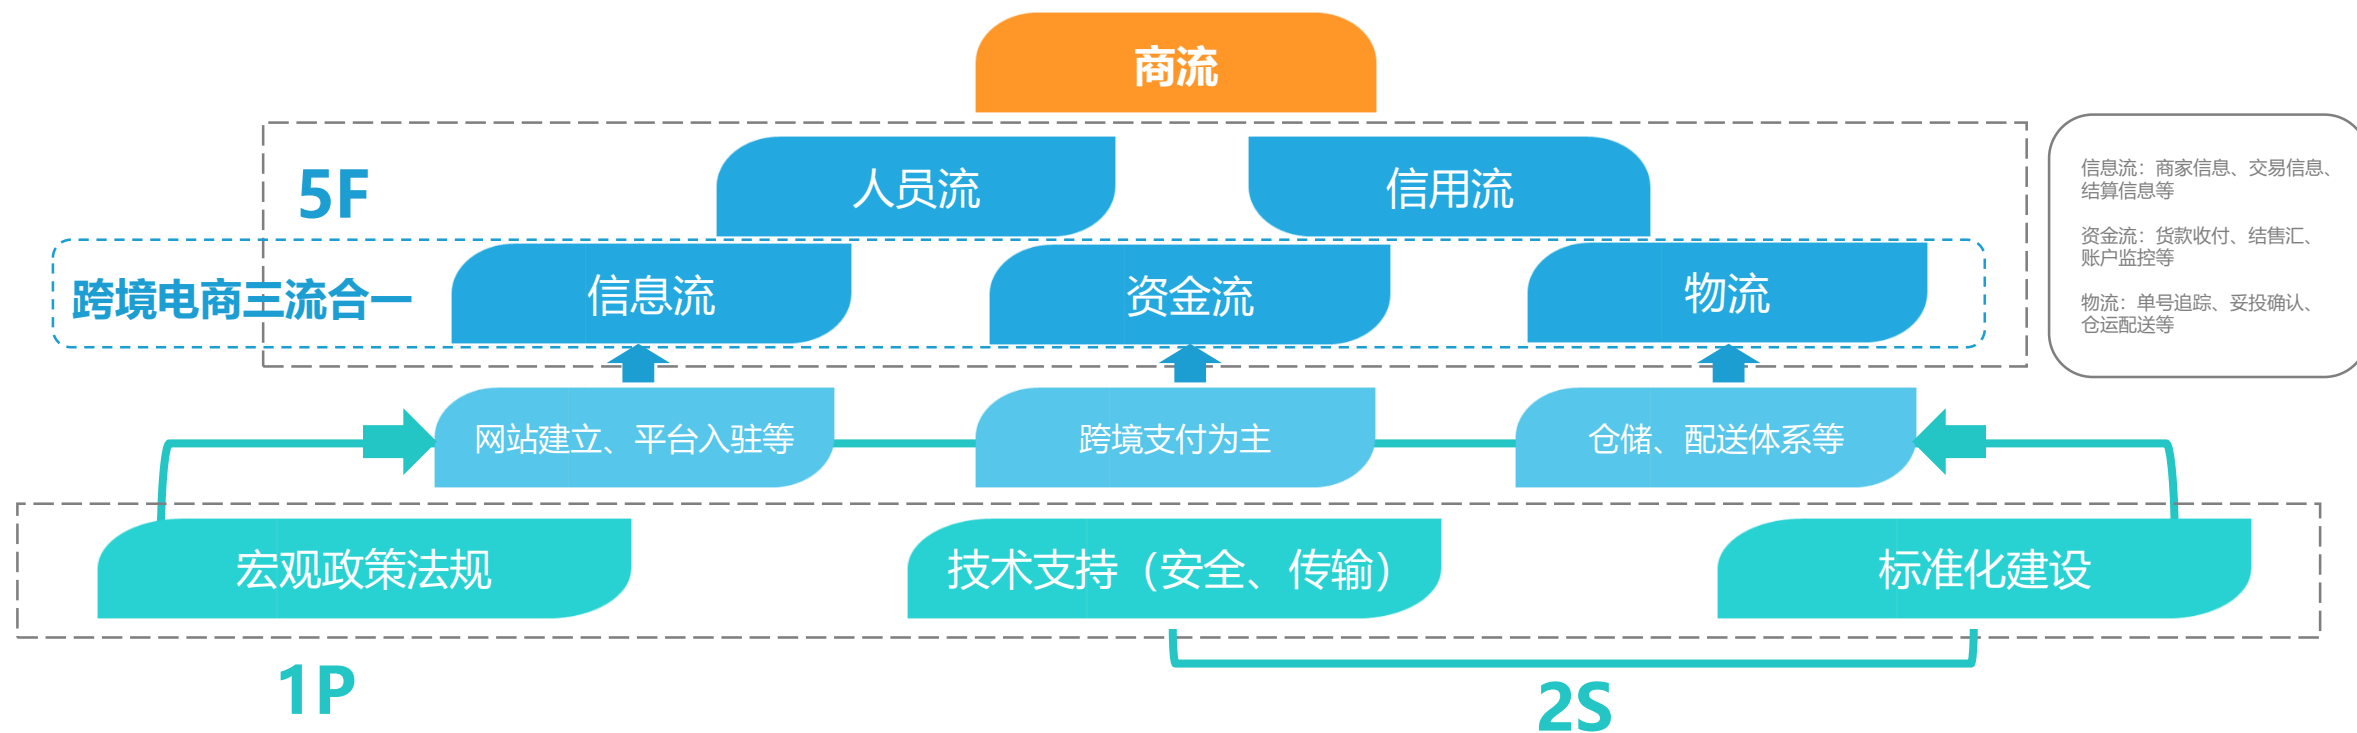 商流
5F
人员流
信用流
跨境电商三流合一
信息流
资金流
物流
信息流：商家信息、交易信息、
结算信息等
资金流：货款收付、结售汇、
账户监控等
物流：单号追踪、妥投确认、
仓运配送等
网站建立、平台入驻等
跨境支付为主
仓储、配送体系等
宏观政策法规
技术支持（安全、传输）
标准化建设
1P
2S